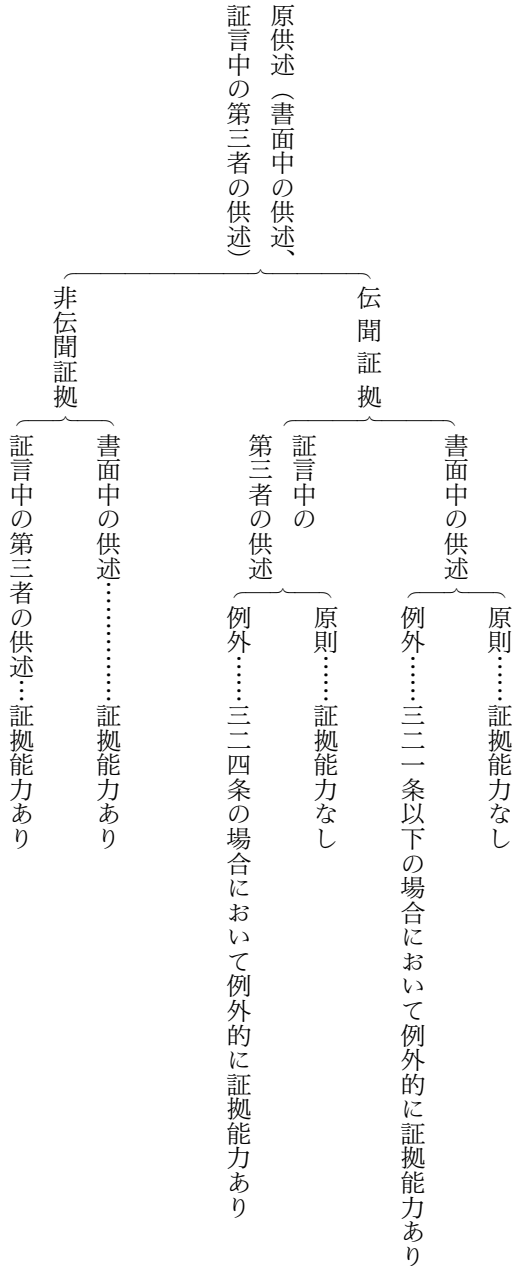 原供述（書面中の供述、
証言中の第三者の供述）
伝聞証拠
書面中の供述
原則……証拠能力なし
例外……三二一条以下の場合において例外的に証拠能力あり
証言中の
第三者の供述
原則……証拠能力なし
例外……三二四条の場合において例外的に証拠能力あり
非伝聞証拠
書面中の供述……………証拠能力あり
証言中の第三者の供述…証拠能力あり